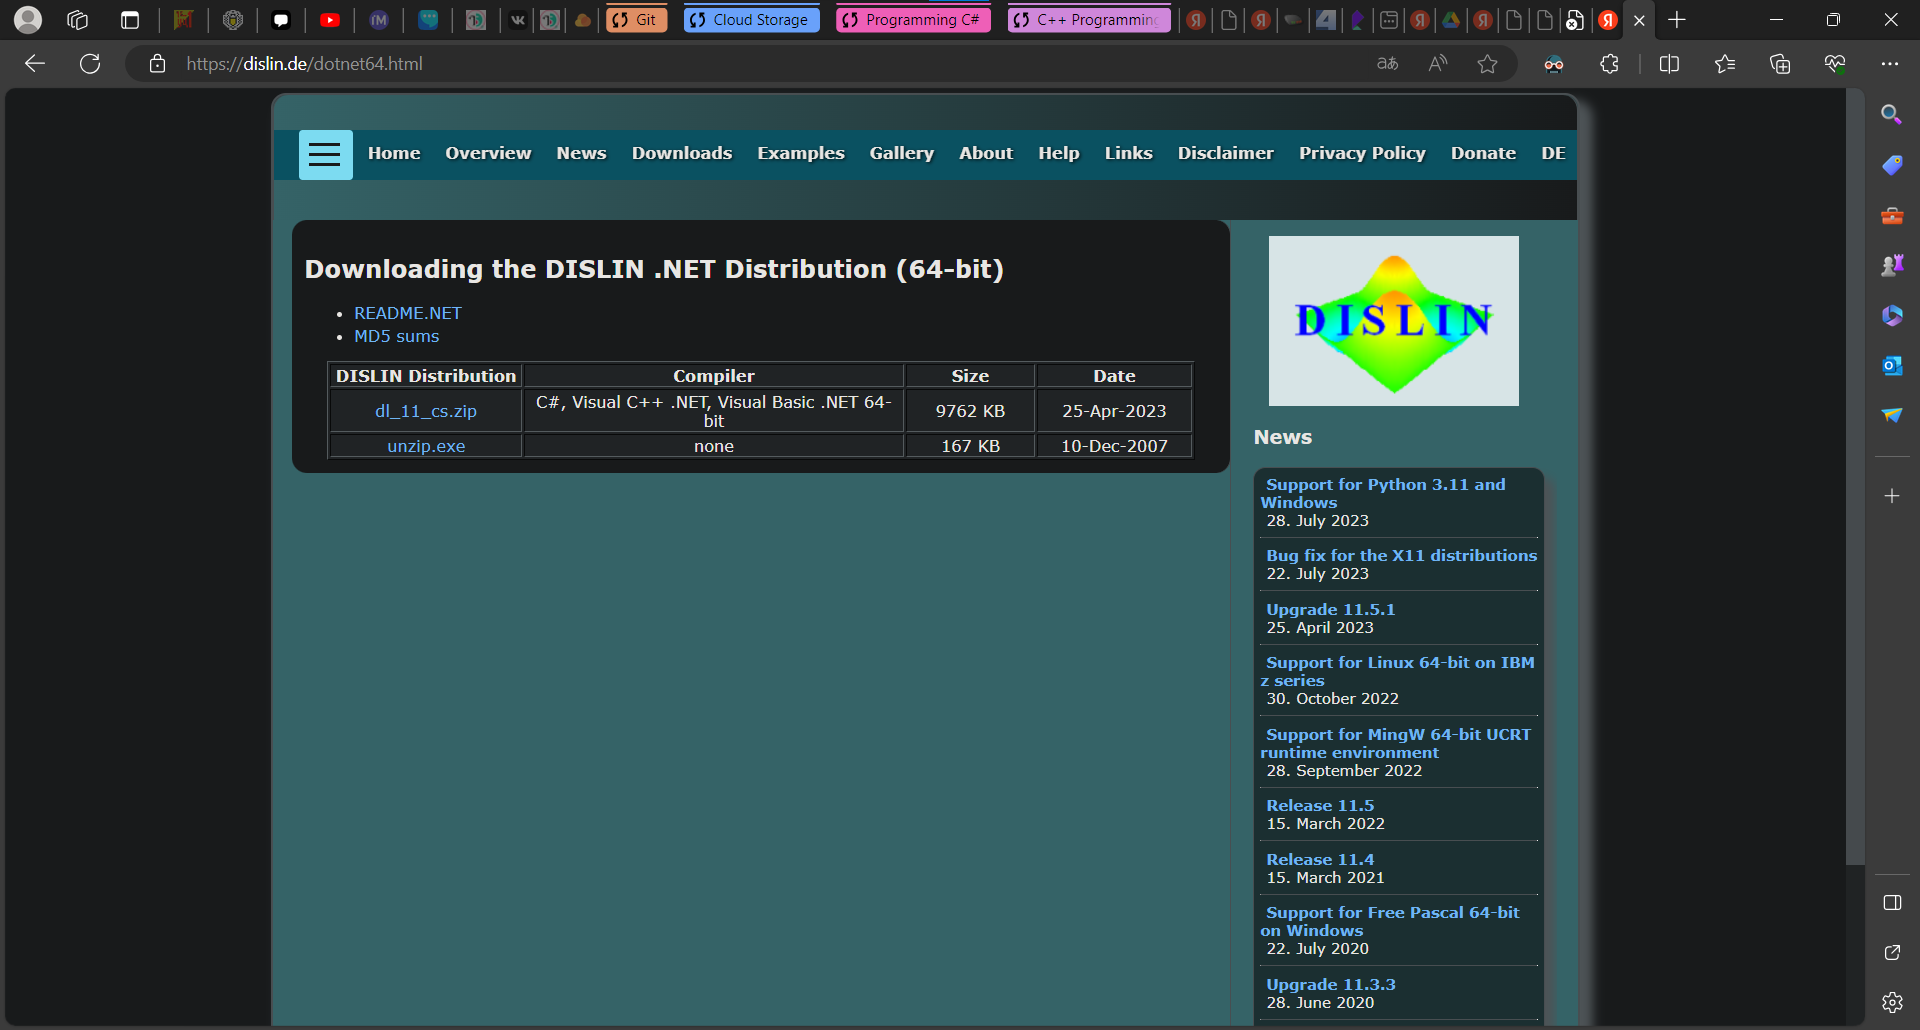 Git
Cloud Storage
Programming C#
C++ Programming
https://dislin.de/dotnet64.html
Home Overview News Downloads Examples Gallery About Help Links Disclaimer Privacy Policy Donate DE
Downloading the DISLIN .NET Distribution (64-bit)
README.NET
MD5 sums
DISLIN Distribution Compiler Size Date
dl_11_cs.zip C#, Visual C++ .NET, Visual Basic .NET 64-
bit 9762 KB 25-Apr-2023
unzip.exe none 167 KB 10-Dec-2007
DISLIN
News
Support for Python 3.11 and
Windows
28. July 2023
Bug fix for the X11 distributions
22. July 2023
Upgrade 11.5.1
25. April 2023
Support for Linux 64-bit on IBM
z series
30. October 2022
Support for MingW 64-bit UCRT
runtime environment
28. September 2022
Release 11.5
15. March 2022
Release 11.4
15. March 2021
Support for Free Pascal 64-bit
on Windows
22. July 2020
Upgrade 11.3.3
28. June 2020